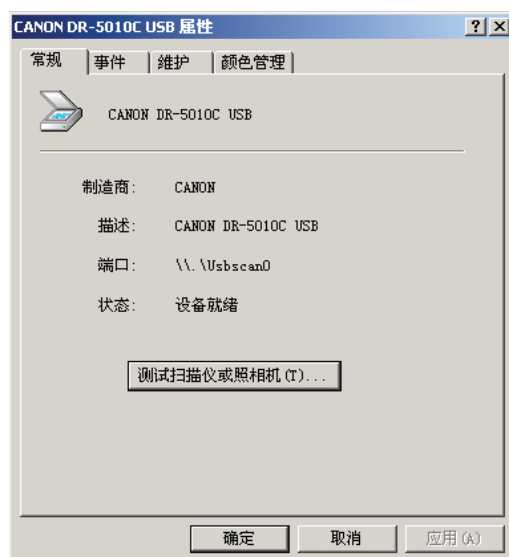 CANON DR-5010C USB 属性
常规 事件 维护 颜色管理
CANON DR-5010C USB
制造商: CANON
描述: CANON DR-5010C USB
端口: \\.\Usbscan0
状态: 设备就绪
测试扫描仪或照相机(T)...
确定 取消 应用(A)